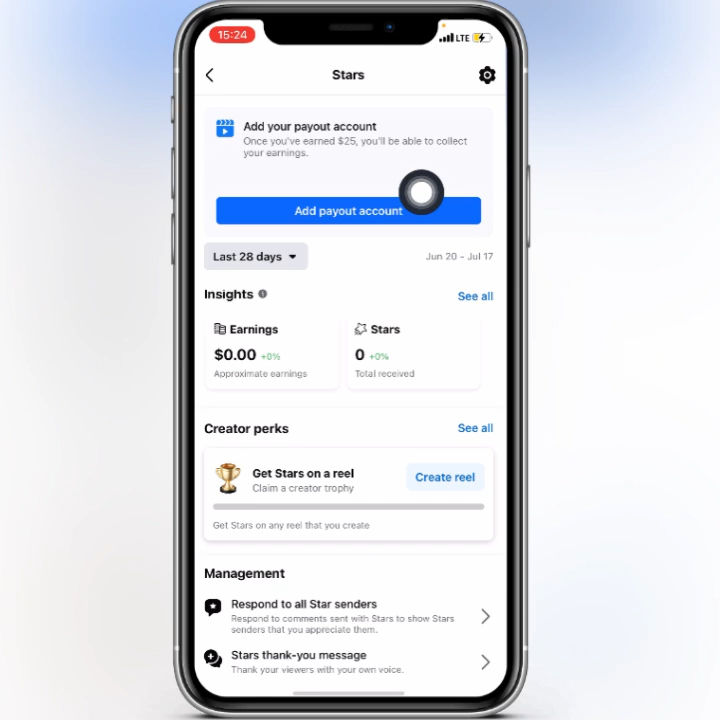 15:24
LTE
Stars
Add your payout account
Once you've earned $25, you'll be able to collect
your earnings.
Add payout account
Last 28 days
Jun 20 – Jul 17
Insights
See all
Earnings
Stars
$0.00 +0%
0 +0%
Approximate earnings
Total received
Creator perks
See all
Get Stars on a reel
Claim a creator trophy
Create reel
Get Stars on any reel that you create
Management
Respond to all Star senders
Respond to comments sent with Stars to show Stars
senders that you appreciate them.
Stars thank-you message
Thank your viewers with your own voice.